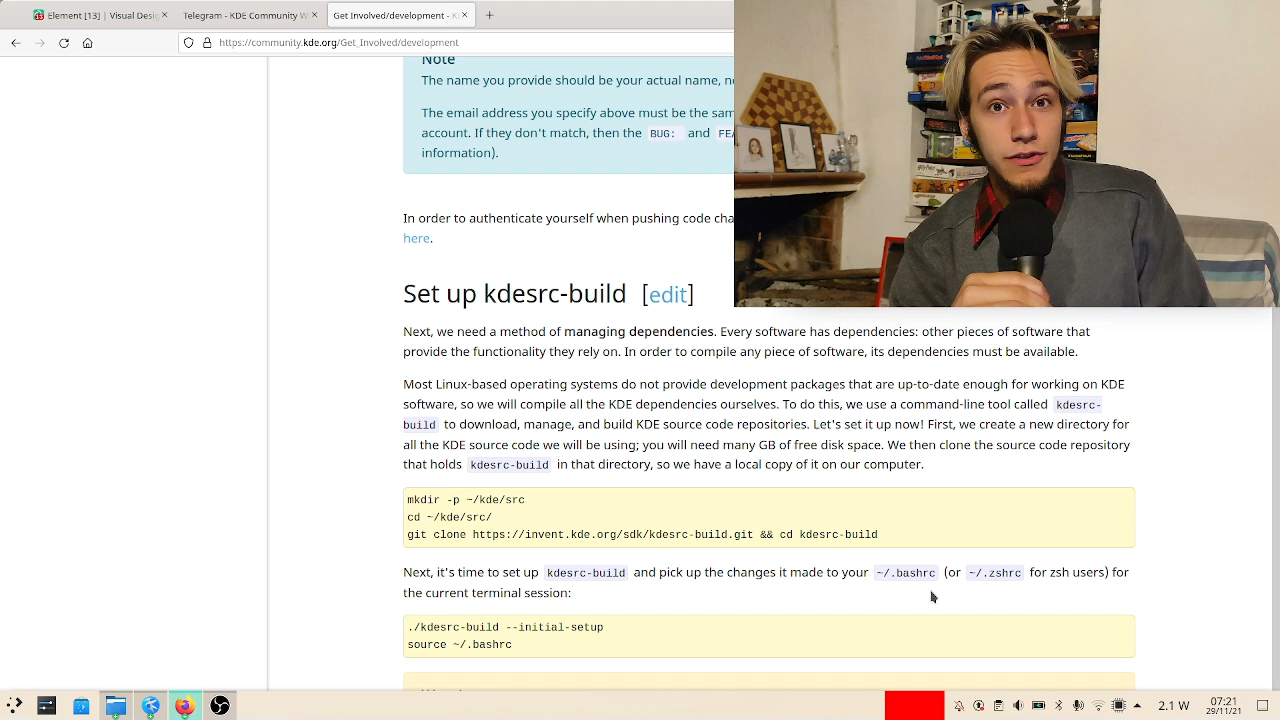 Element [13] | Visual Desig
Telegram - KDE Community W
Get Involved/development - K
https://community.kde.org/Get_Involved/development
Note
The name you provide should be your actual name, n
The email address you specify above must be the sam
account. If they don't match, then the BUG: and FEA
information).
In order to authenticate yourself when pushing code cha
here.
Set up kdesrc-build [edit]
Next, we need a method of managing dependencies. Every software has dependencies: other pieces of software that
provide the functionality they rely on. In order to compile any piece of software, its dependencies must be available.
Most Linux-based operating systems do not provide development packages that are up-to-date enough for working on KDE
software, so we will compile all the KDE dependencies ourselves. To do this, we use a command-line tool called kdesrc-
build to download, manage, and build KDE source code repositories. Let's set it up now! First, we create a new directory for
all the KDE source code we will be using; you will need many GB of free disk space. We then clone the source code repository
that holds kdesrc-build in that directory, so we have a local copy of it on our computer.
mkdir -p ~/kde/src
cd ~/kde/src/
git clone https://invent.kde.org/sdk/kdesrc-build.git && cd kdesrc-build
Next, it's time to set up kdesrc-build and pick up the changes it made to your ~/.bashrc (or ~/.zshrc for zsh users) for
the current terminal session:
./kdesrc-build --initial-setup
source ~/.bashrc
2.1 W
07:21
29/11/21